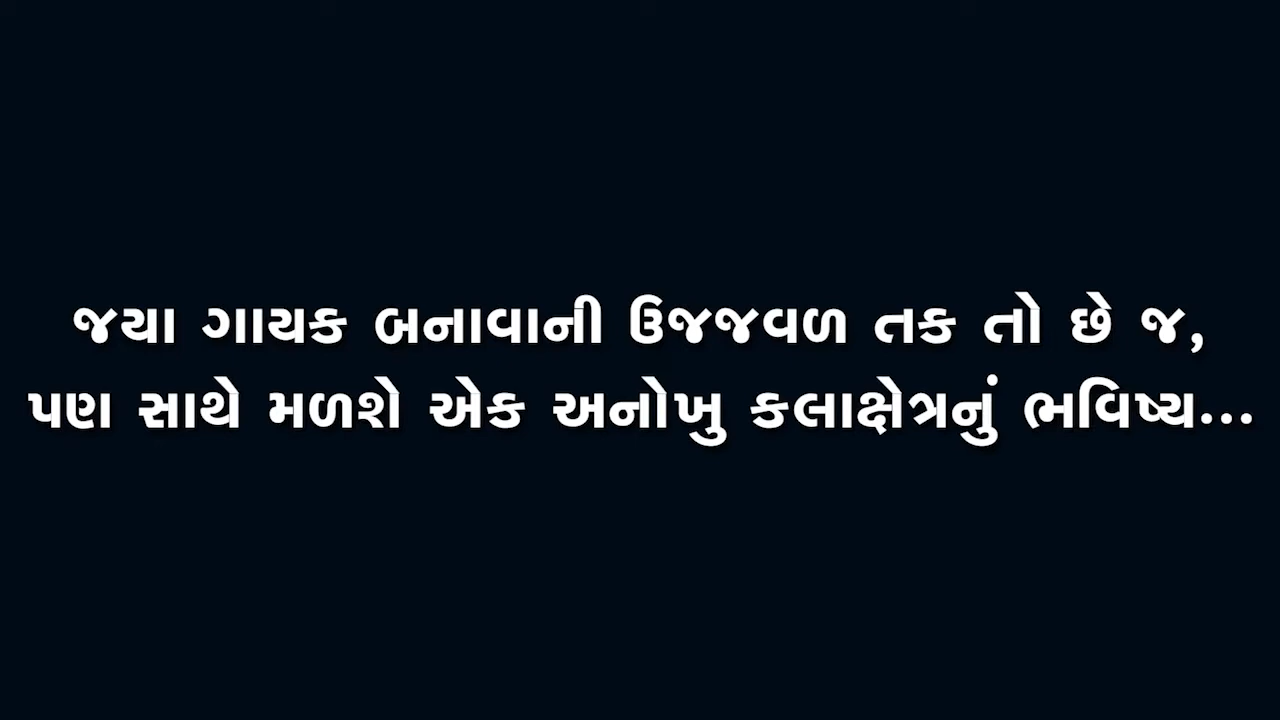 જયા ગાયક બનાવાની ઉજજવળ તક તો છે જ,
પણ સાથે મળશે એક અનોખુ કલાક્ષેત્રનું ભવિષ્ય...